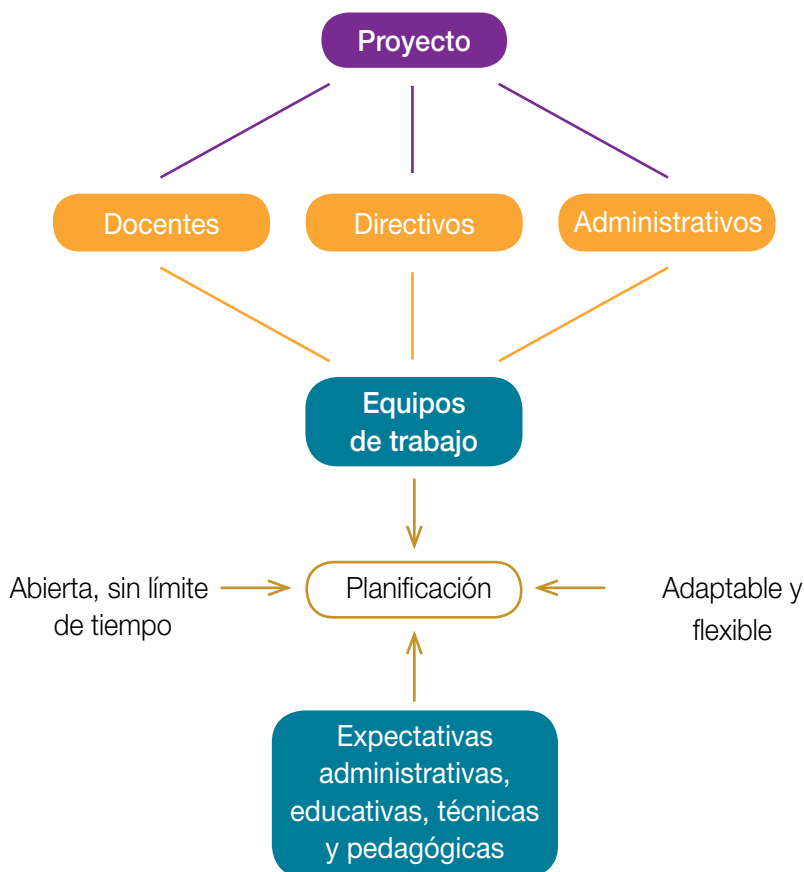 Proyecto
Docentes
Directivos
Administrativos
Equipos
de trabajo
Abierta, sin límite
de tiempo
Planificación
Adaptable y
flexible
Expectativas
administrativas,
educativas, técnicas
y pedagógicas